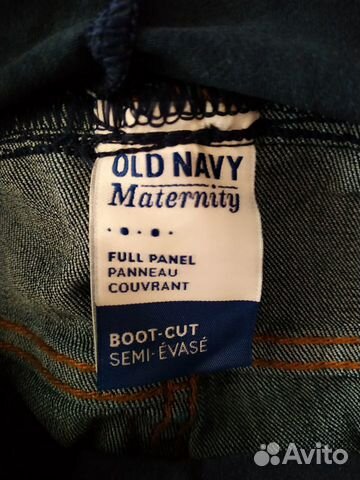 OLD NAVY
Maternity
FULL PANEL
PANNEAU
COUVRANT
BOOT-CUT
SEMI-ÉVASÉ
Avito